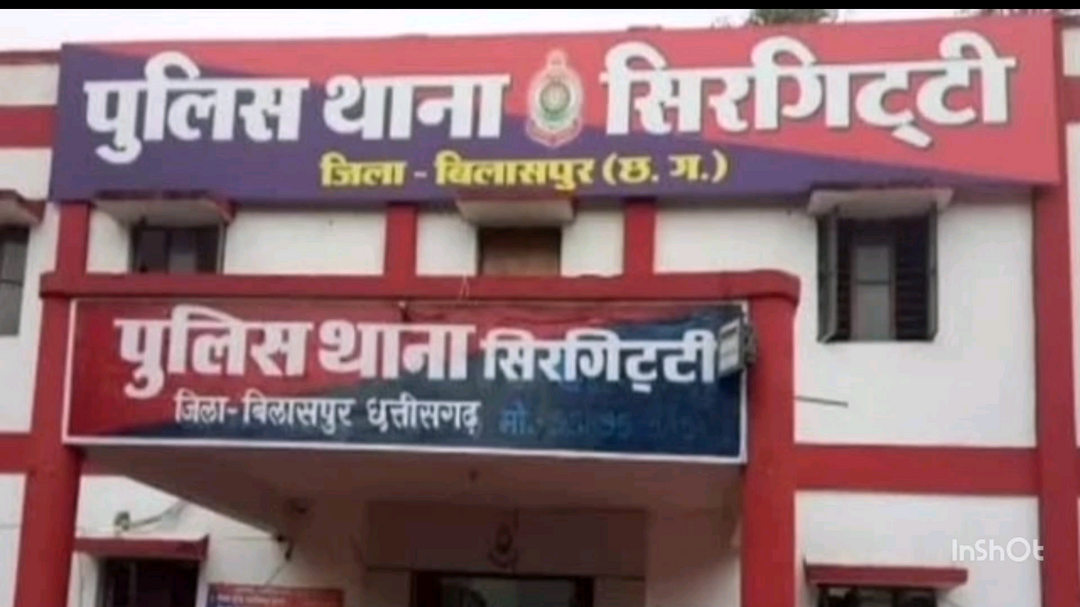 पुलिस थाना सिरगिट्टी
जिला - बिलासपुर (छ. ग.)
पुलिस थाना सिरगिट्टी
जिला- बिलासपुर छत्तीसगढ़ मो.
InShOt